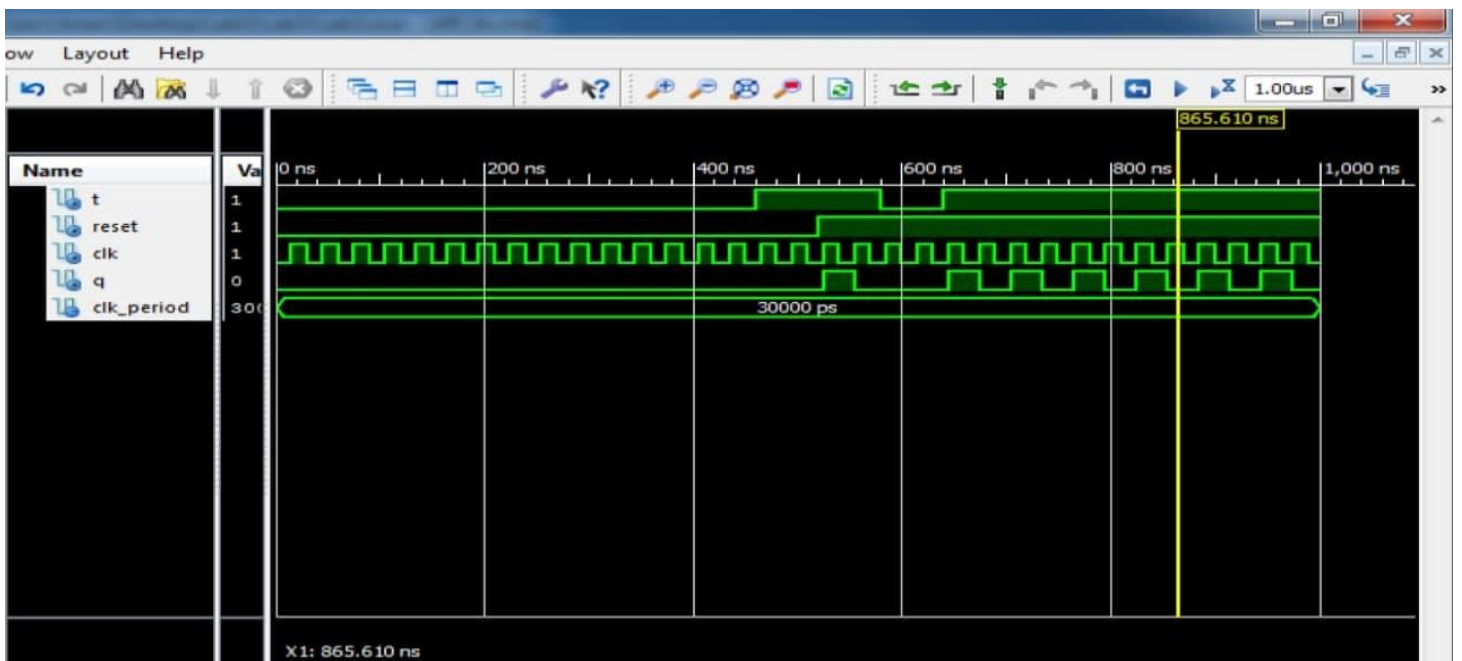 ow Layout Help
1.00us
865.610 ns
Name Va 0 ns 200 ns 400 ns 600 ns 800 ns 1,000 ns
t 1
reset 1
clk 1
q 0
clk_period 300 30000 ps
X1: 865.610 ns